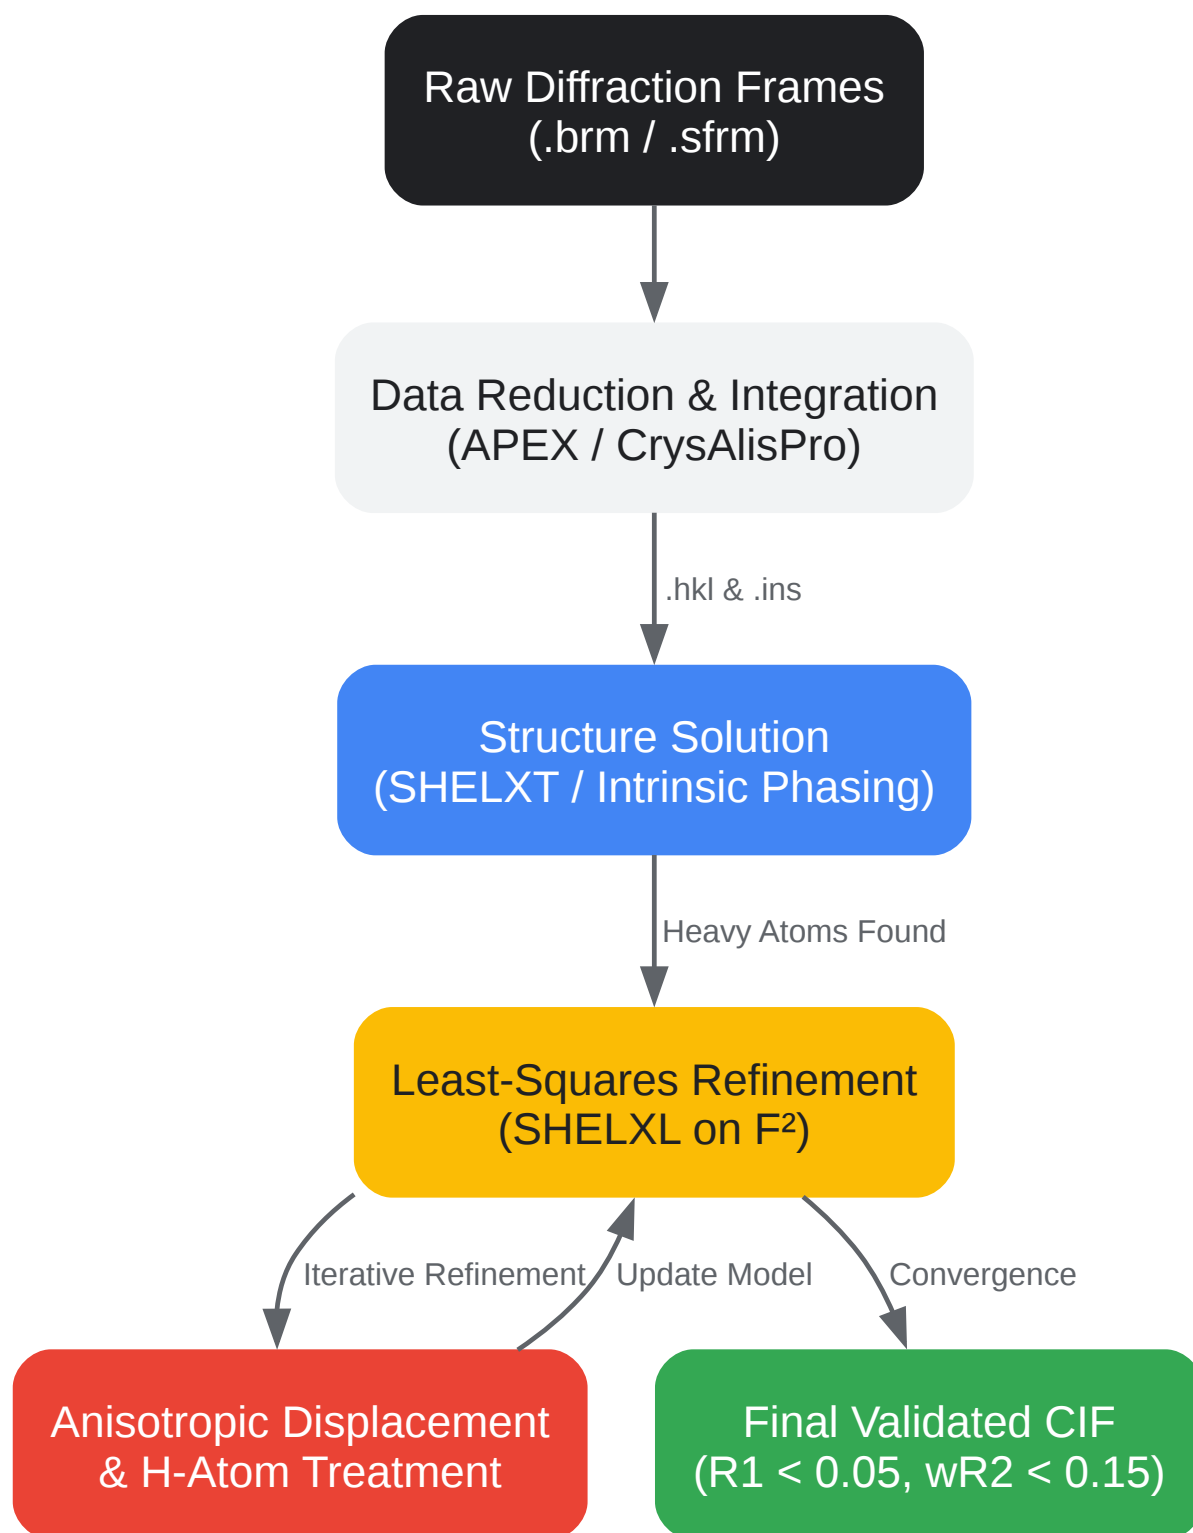 Raw Diffraction Frames
(.brm / .sfrm)
Data Reduction & Integration
(APEX / CrysAlisPro)
.hkl & .ins
Structure Solution
(SHELXT / Intrinsic Phasing)
Heavy Atoms Found
Least-Squares Refinement
(SHELXL on F²)
Iterative Refinement
Update Model
Convergence
Anisotropic Displacement
& H-Atom Treatment
Final Validated CIF
(R1 < 0.05, wR2 < 0.15)